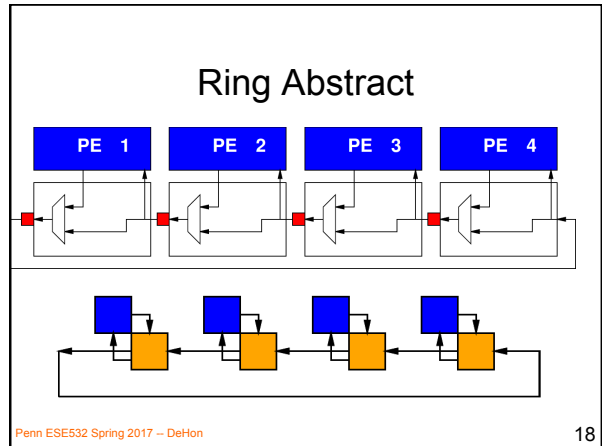 Ring Abstract
PE 1 PE 2 PE 3 PE 4
Penn ESE532 Spring 2017 -- DeHon
18